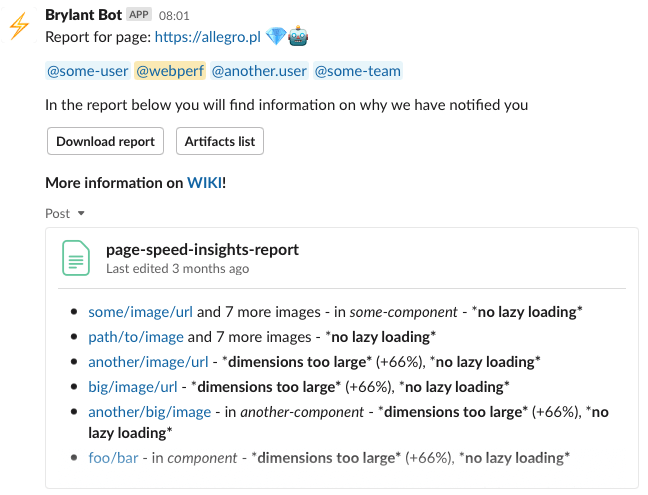 Brylant Bot APP 08:01
Report for page: https://allegro.pl 💎🤖
@some-user @webperf @another.user @some-team
In the report below you will find information on why we have notified you
Download report Artifacts list
More information on WIKI!
Post
page-speed-insights-report
Last edited 3 months ago
• some/image/url and 7 more images - in some-component - *no lazy loading*
• path/to/image and 7 more images - *no lazy loading*
• another/image/url - *dimensions too large* (+66%), *no lazy loading*
• big/image/url - *dimensions too large* (+66%), *no lazy loading*
• another/big/image - in another-component - *dimensions too large* (+66%), *no
lazy loading*
• foo/bar - in component - *dimensions too large* (+66%), *no lazy loading*